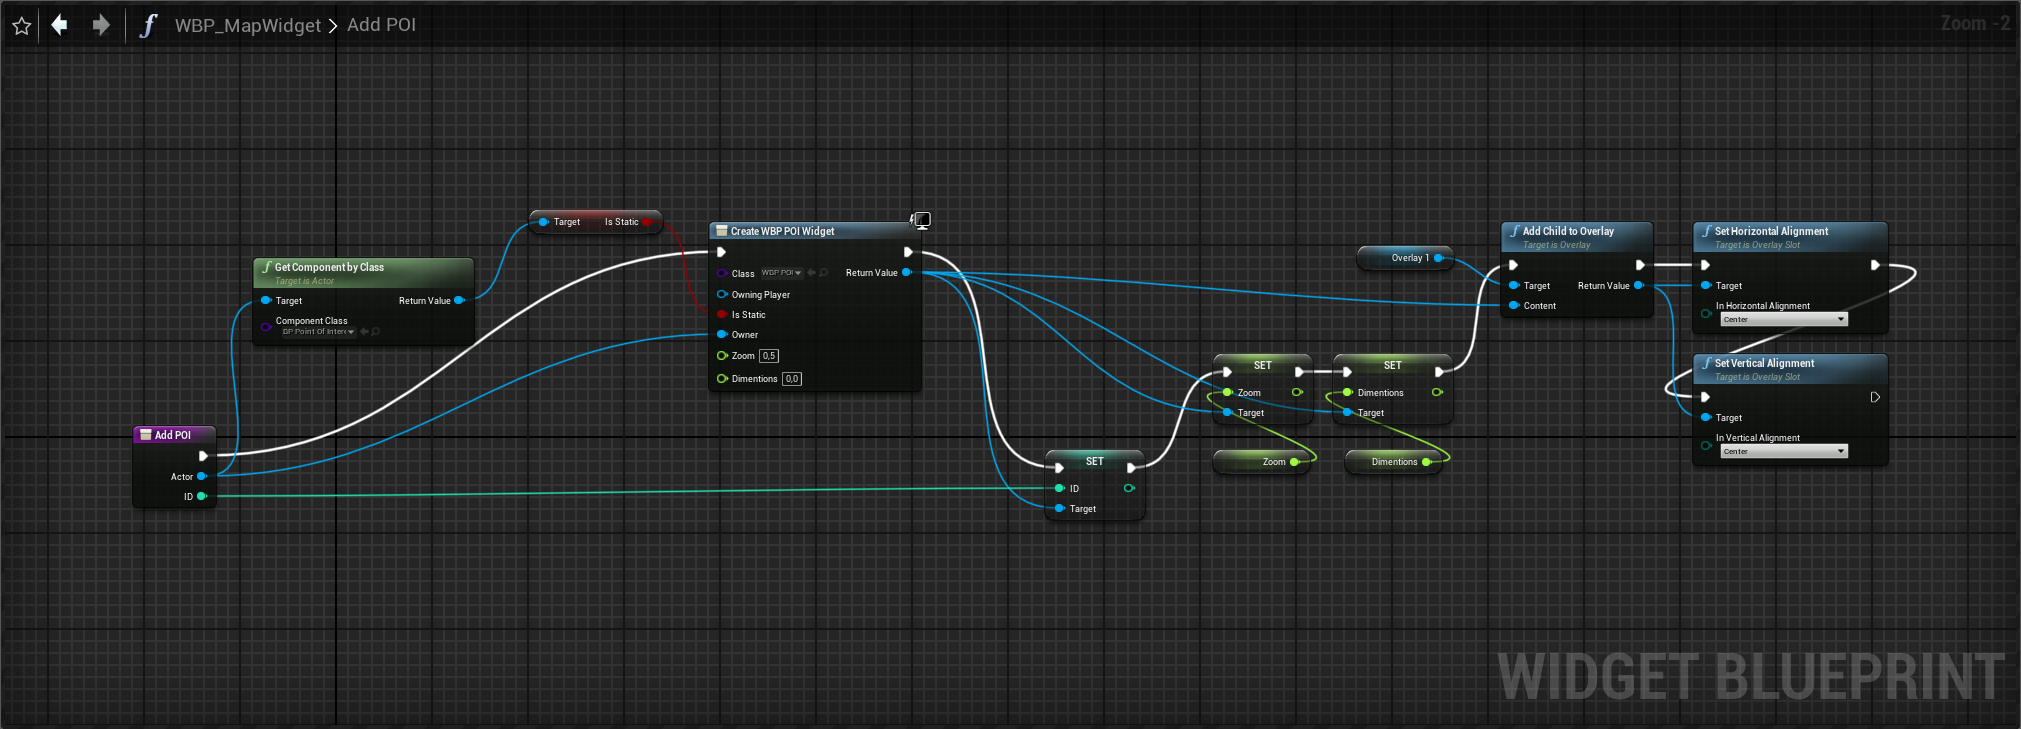 WBP_MapWidget > Add POI
Zoom -2
Add POI
Actor
ID
Get Component by Class
Target is Actor
Target
Return Value
Component Class
BP Point Of Inter
Target
Is Static
Create WBP POI Widget
Class
WBP POI
Return Value
Owning Player
Is Static
Owner
Zoom
0,5
Dimentions
0,0
SET
ID
Target
SET
Zoom
Target
Zoom
SET
Dimentions
Target
Dimentions
Overlay 1
Add Child to Overlay
Target is Overlay
Target
Return Value
Content
Set Horizontal Alignment
Target is Overlay Slot
Target
In Horizontal Alignment
Center
Set Vertical Alignment
Target is Overlay Slot
Target
In Vertical Alignment
Center
WIDGET BLUEPRINT